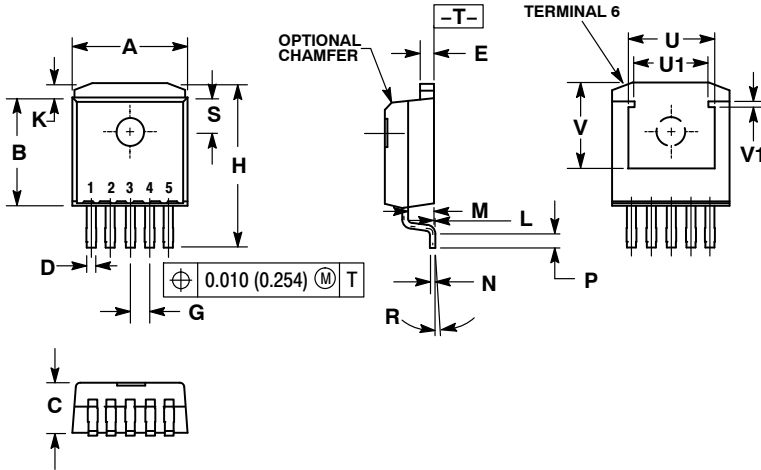 -T-
TERMINAL 6
A
U
OPTIONAL
CHAMFER
E
U1
K
S
V
B
H
V1
1 2 3 4 5
M
L
D
⌖ 0.010 (0.254) Ⓜ T
N
P
G
R
C